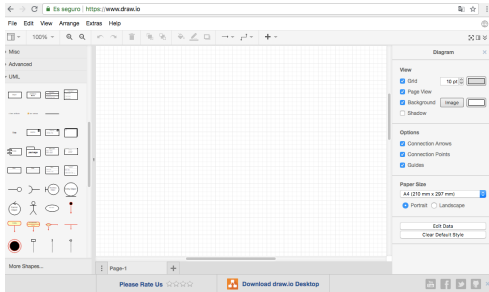 Es seguro https://www.draw.io
File Edit View Arrange Extras Help
100%
Misc
Advanced
UML
More Shapes...
Page-1
Diagram
View
Grid 10 pt
Page View
Background Image
Shadow
Options
Connection Arrows
Connection Points
Guides
Paper Size
A4 (210 mm x 297 mm)
Portrait Landscape
Edit Data
Clear Default Style
Please Rate Us Download draw.io Desktop